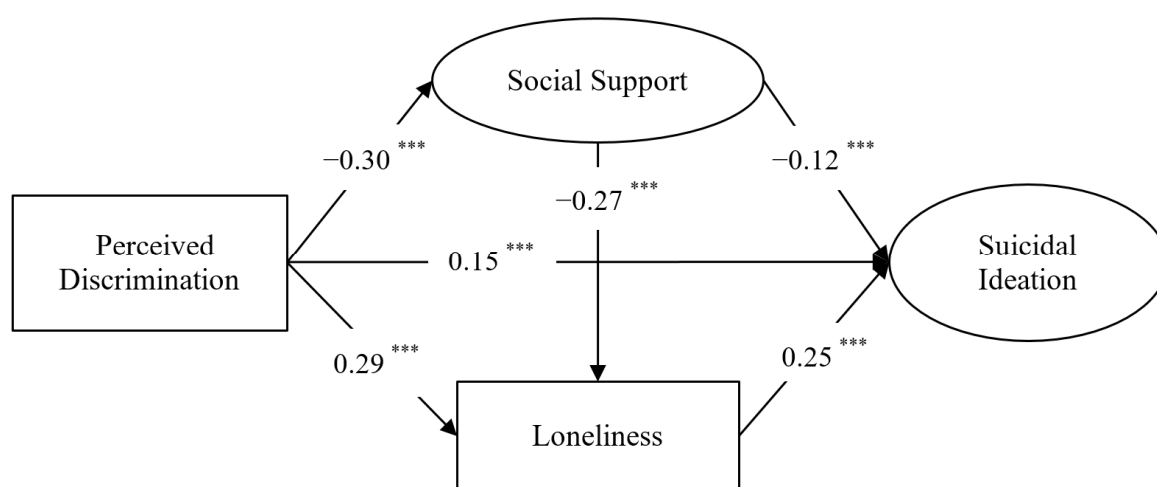 Social Support
−0.30 ***
−0.12 ***
−0.27 ***
Perceived
Discrimination
0.15 ***
Suicidal
Ideation
0.29 ***
0.25 ***
Loneliness